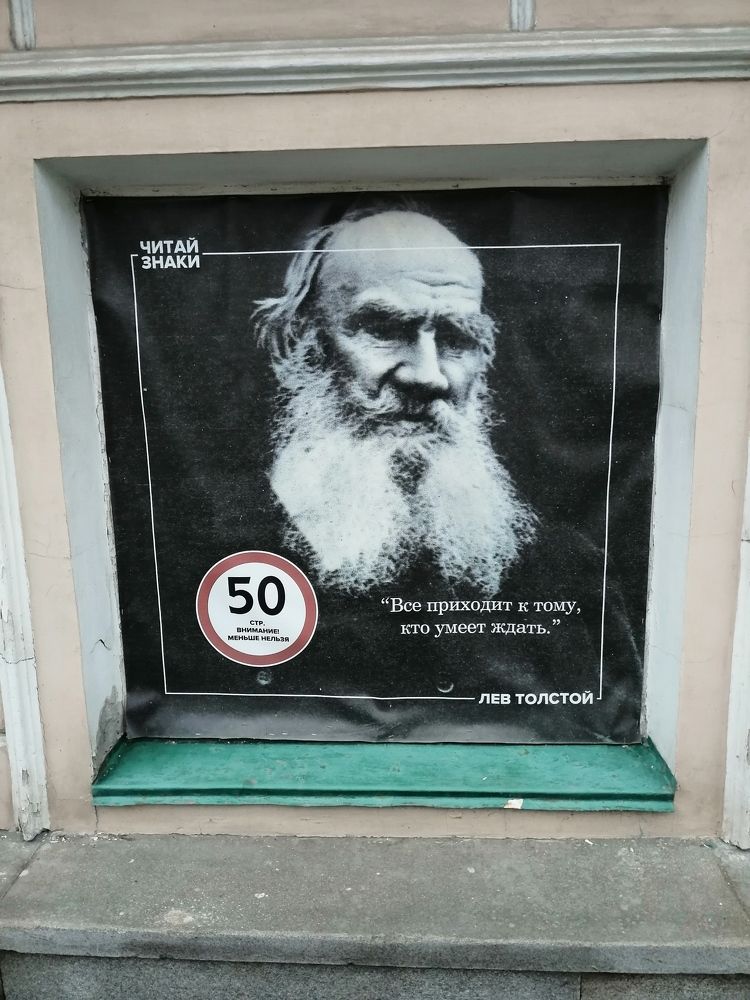 ЧИТАЙ
ЗНАКИ
50
СТР.
ВНИМАНИЕ!
МЕНЬШЕ НЕЛЬЗЯ
“Все приходит к тому,
кто умеет ждать.”
ЛЕВ ТОЛСТОЙ